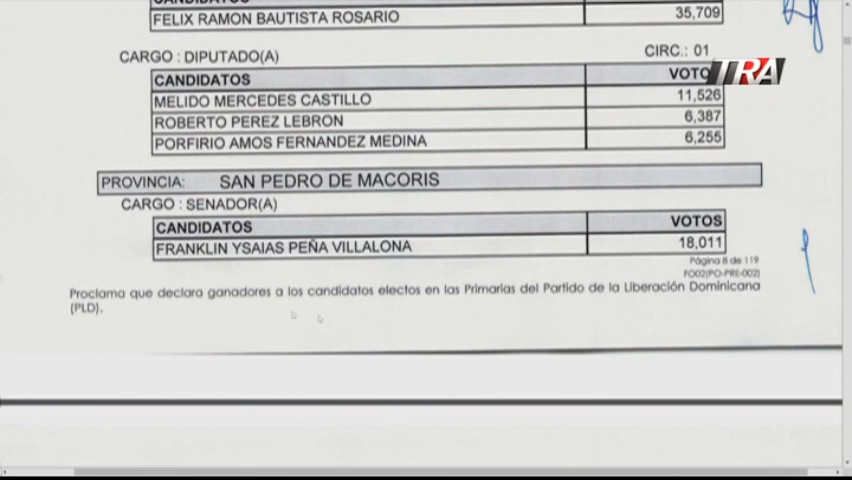 FELIX RAMON BAUTISTA ROSARIO 35,709
CARGO : DIPUTADO(A) CIRC.: 01
CANDIDATOS VOTO
MELIDO MERCEDES CASTILLO 11,526
ROBERTO PEREZ LEBRON 6,387
PORFIRIO AMOS FERNANDEZ MEDINA 6,255
PROVINCIA: SAN PEDRO DE MACORIS
CARGO : SENADOR(A)
CANDIDATOS VOTOS
FRANKLIN YSAIAS PEÑA VILLALONA 18,011
Página 8 de 119
FO02(PO-PRE-002)
Proclama que declara ganadores a los candidatos electos en las Primarias del Partido de la Liberación Dominicana
(PLD).
TRA